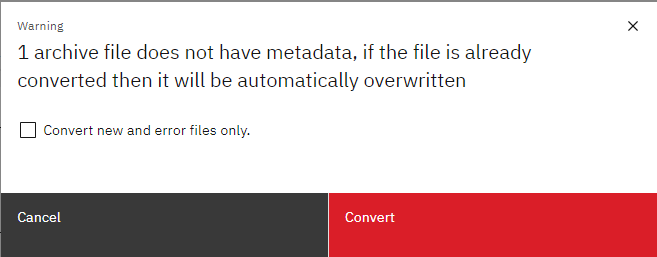 Warning
1 archive file does not have metadata, if the file is already
converted then it will be automatically overwritten
Convert new and error files only.
Cancel
Convert